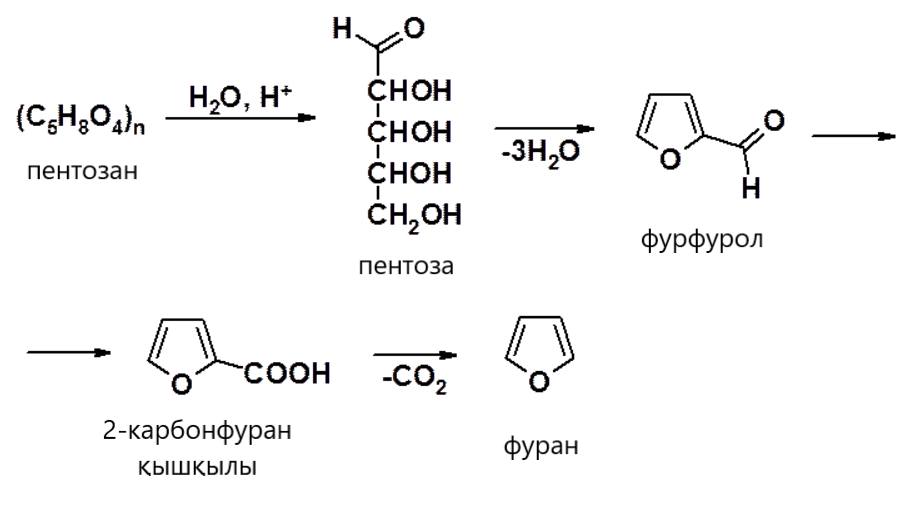 H O
(C5H8O4)n
H2O, H+
CHOH
CHOH
CHOH
CH2OH
-3H2O
O
O
H
пентозан
пентоза
фурфурол
O
COOH
-CO2
O
2-карбонфуран
қышқылы
фуран